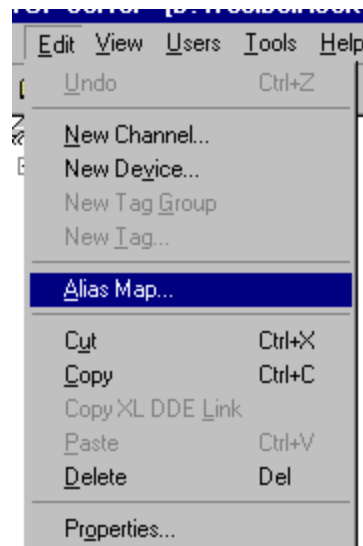 Edit View Users Tools Help
Undo Ctrl+Z
New Channel...
New Device...
New Tag Group
New Tag...
Alias Map...
Cut Ctrl+X
Copy Ctrl+C
Copy XL DDE Link
Paste Ctrl+V
Delete Del
Properties...